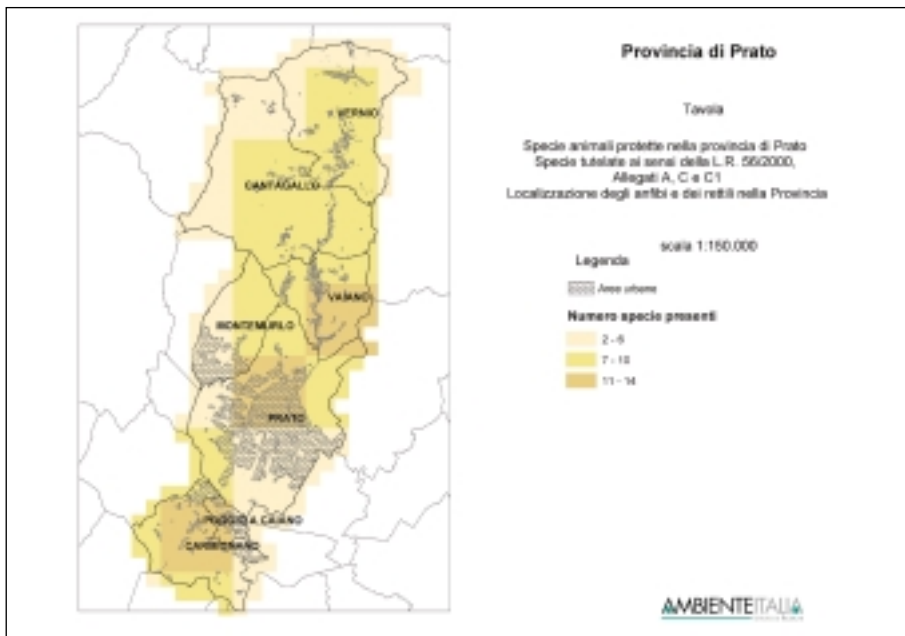 Provincia di Prato
Tavola
Specie animali protette nella provincia di Prato
Specie tutelate ai sensi della L.R. 56/2000,
Allegati A, C e C1
Localizzazione degli anfibi e dei rettili nella Provincia
scala 1:150.000
Legenda
Aree urbane
Numero specie presenti
2 - 6
7 - 10
11 - 14
VERNIO
CANTAGALLO
VAIANO
MONTEMURLO
PRATO
POGGIO A CAIANO
CARMIGNANO
AMBIENTEITALIA